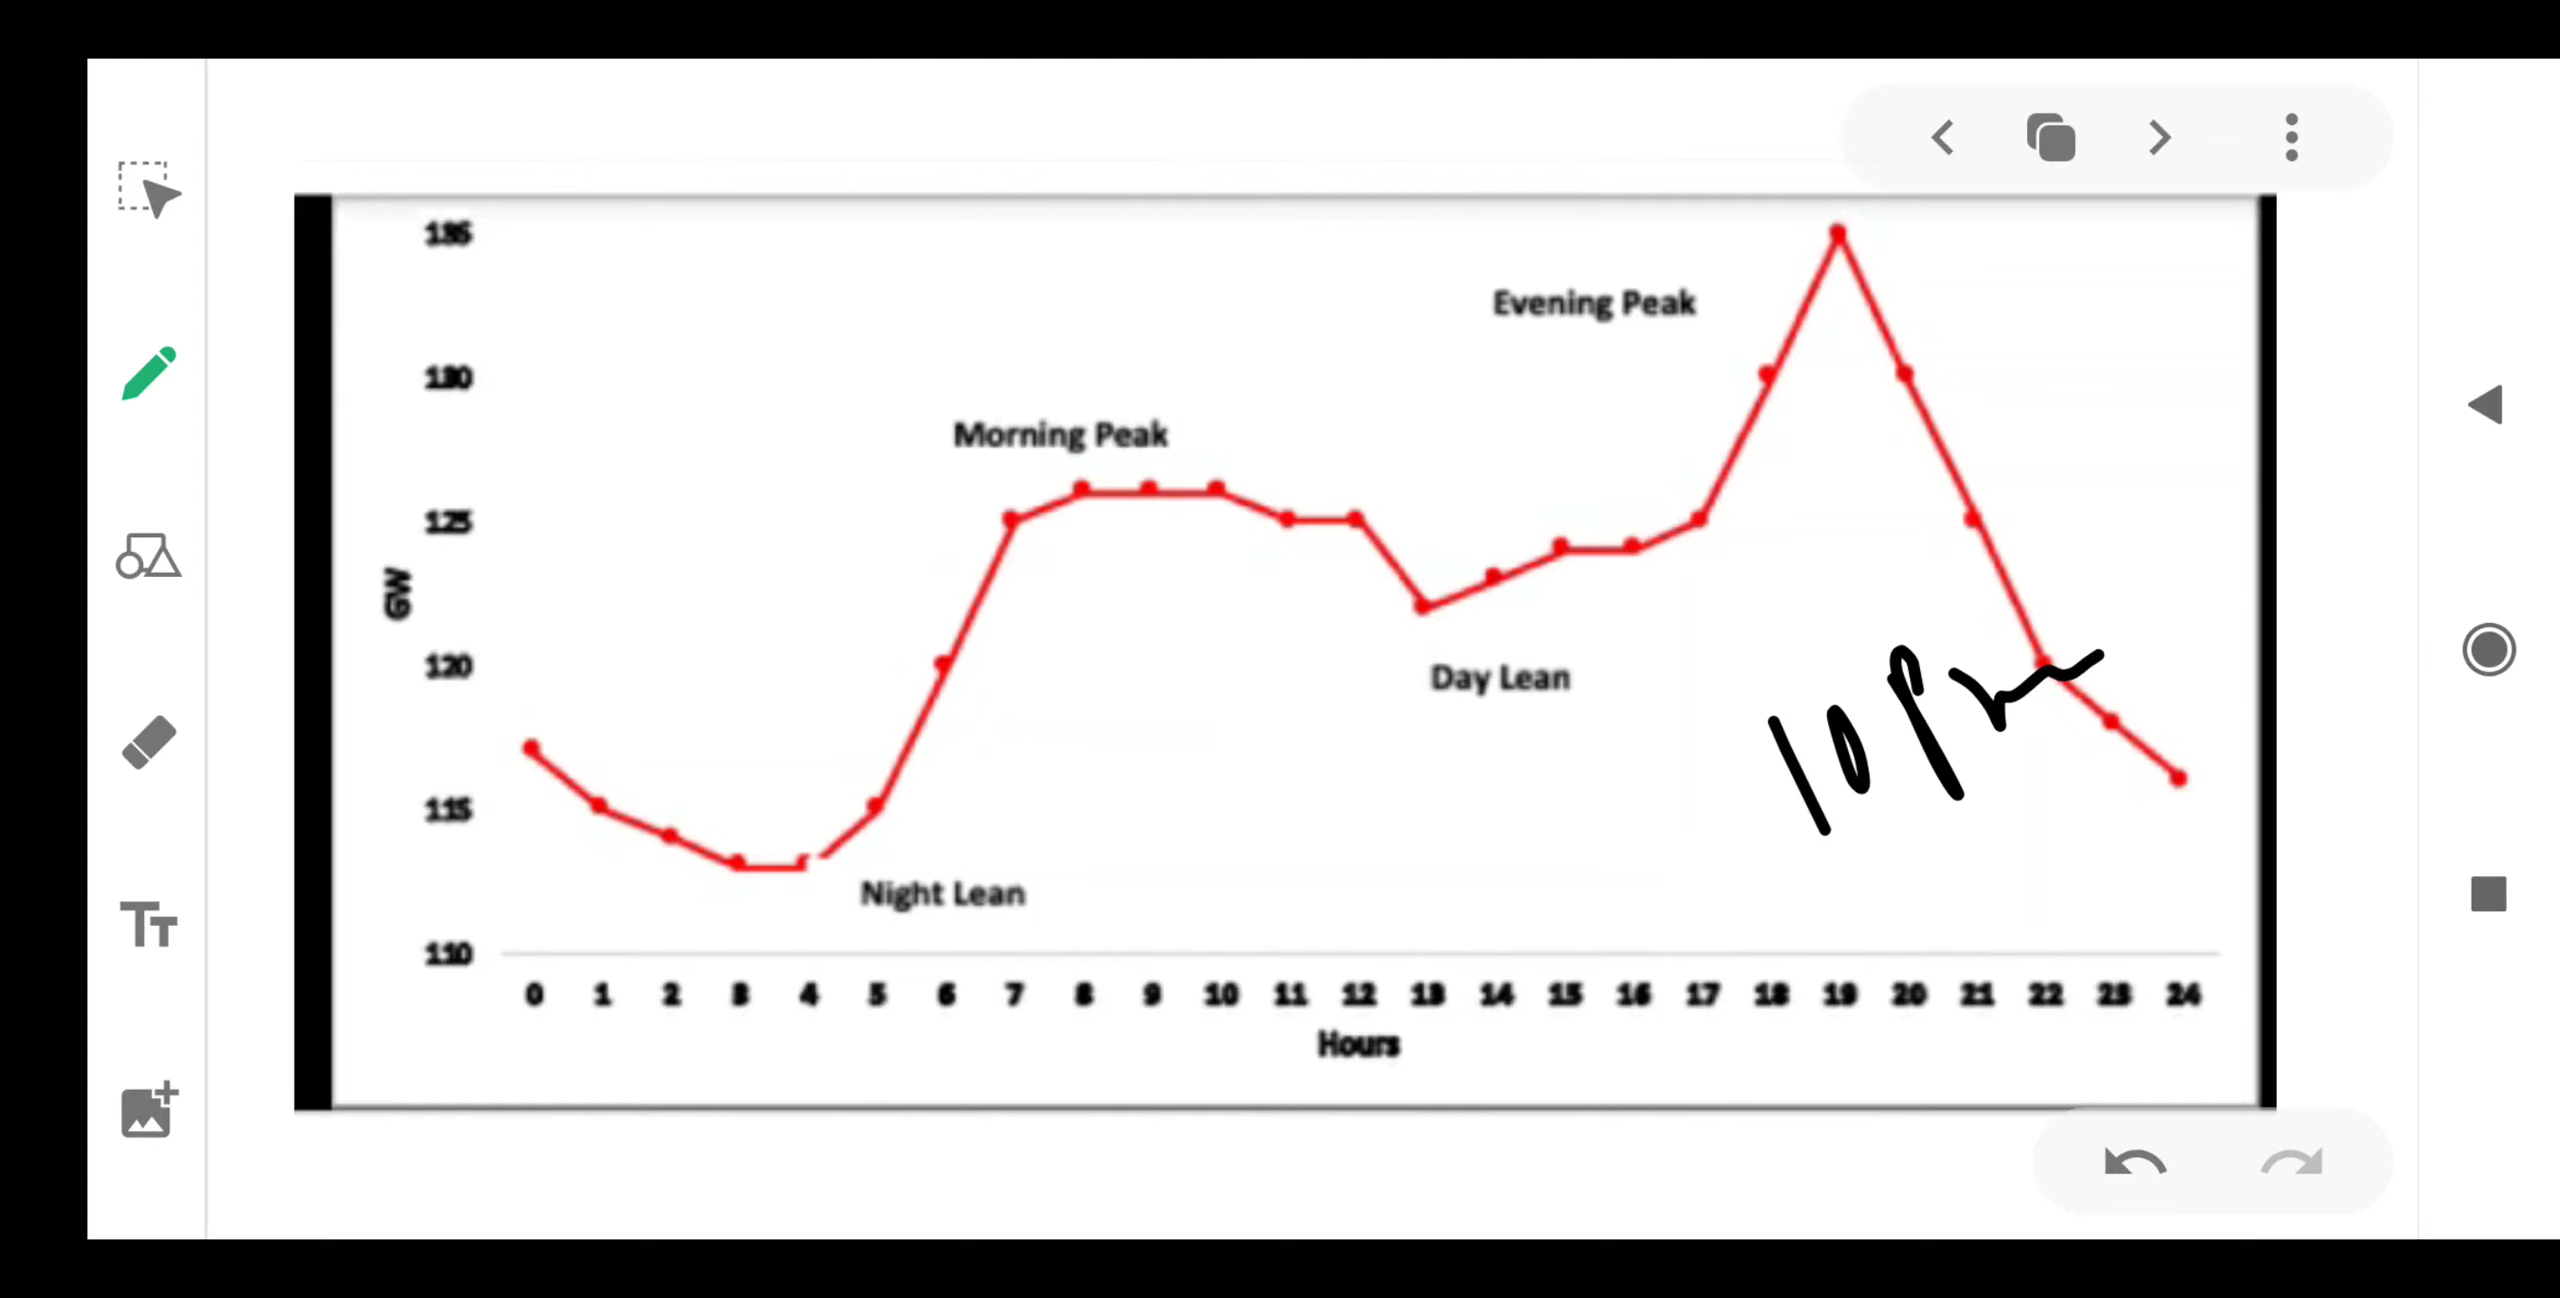 135
Evening Peak
130
Morning Peak
125
GW
120
Day Lean
10 pm
115
Night Lean
110
0 1 2 3 4 5 6 7 8 9 10 11 12 13 14 15 16 17 18 19 20 21 22 23 24
Hours
TT